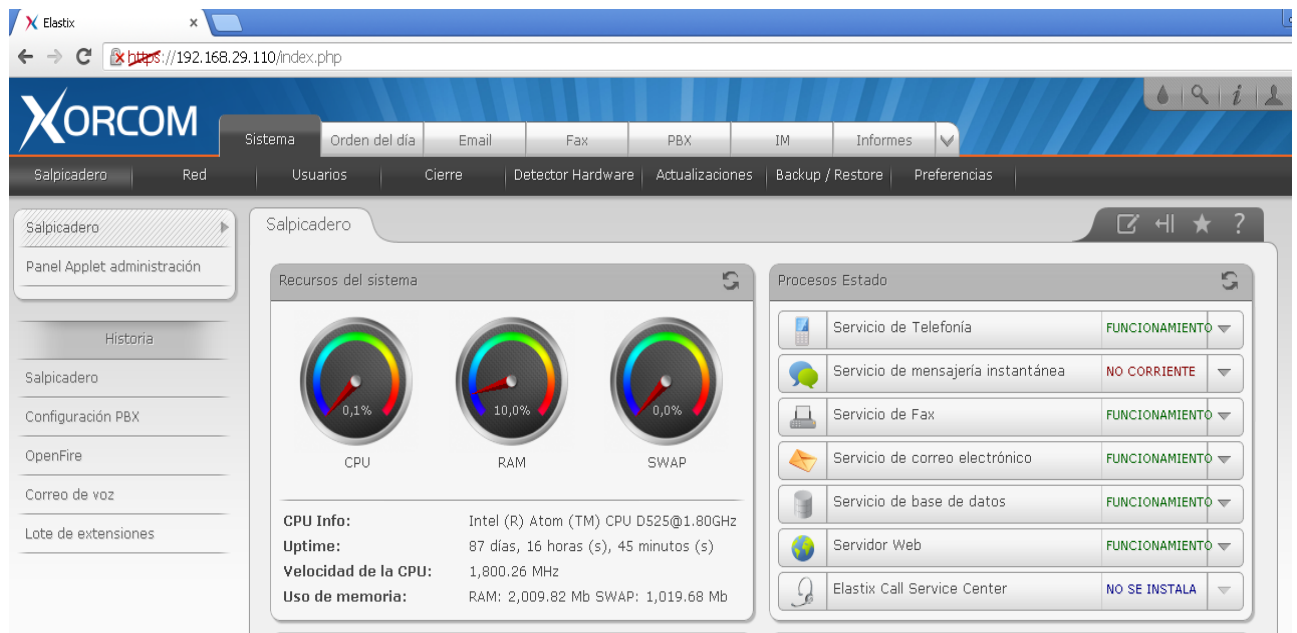 Elastix
https://192.168.29.110/index.php
XORCOM
Sistema Orden del día Email Fax PBX IM Informes
Salpicadero Red Usuarios Cierre Detector Hardware Actualizaciones Backup / Restore Preferencias
Salpicadero
Panel Applet administración
Historia
Salpicadero
Configuración PBX
OpenFire
Correo de voz
Lote de extensiones
Salpicadero
Recursos del sistema
0,1% 10,0% 0,0%
CPU RAM SWAP
CPU Info: Intel (R) Atom (TM) CPU D525@1.80GHz
Uptime: 87 días, 16 horas (s), 45 minutos (s)
Velocidad de la CPU: 1,800.26 MHz
Uso de memoria: RAM: 2,009.82 Mb SWAP: 1,019.68 Mb
Procesos Estado
Servicio de Telefonía FUNCIONAMIENTO
Servicio de mensajería instantánea NO CORRIENTE
Servicio de Fax FUNCIONAMIENTO
Servicio de correo electrónico FUNCIONAMIENTO
Servicio de base de datos FUNCIONAMIENTO
Servidor Web FUNCIONAMIENTO
Elastix Call Service Center NO SE INSTALA